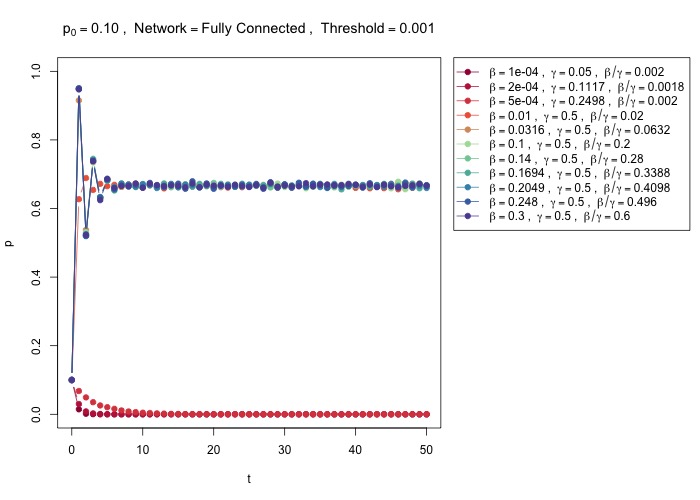 p0 = 0.10 , Network = Fully Connected , Threshold = 0.001
β = 1e-04 , γ = 0.05 , β/γ = 0.002
β = 2e-04 , γ = 0.1117 , β/γ = 0.0018
β = 5e-04 , γ = 0.2498 , β/γ = 0.002
β = 0.01 , γ = 0.5 , β/γ = 0.02
β = 0.0316 , γ = 0.5 , β/γ = 0.0632
β = 0.1 , γ = 0.5 , β/γ = 0.2
β = 0.14 , γ = 0.5 , β/γ = 0.28
β = 0.1694 , γ = 0.5 , β/γ = 0.3388
β = 0.2049 , γ = 0.5 , β/γ = 0.4098
β = 0.248 , γ = 0.5 , β/γ = 0.496
β = 0.3 , γ = 0.5 , β/γ = 0.6
1.0
0.8
0.6
p
0.4
0.2
0.0
0 10 20 30 40 50
t